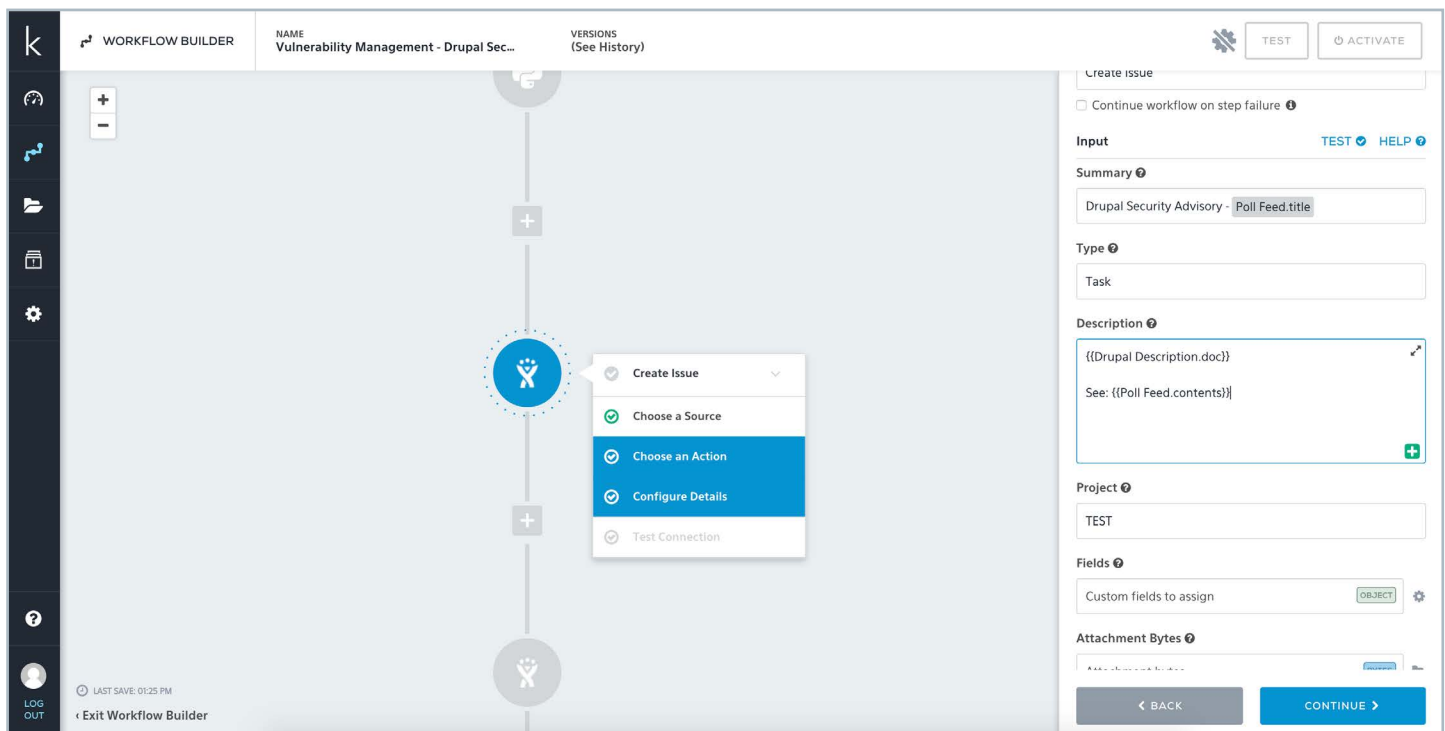 k
WORKFLOW BUILDER
NAME
Vulnerability Management - Drupal Sec...
VERSIONS
(See History)
TEST
ACTIVATE
Create Issue
Continue workflow on step failure
Input
TEST
HELP
Summary
Drupal Security Advisory - Poll Feed.title
Type
Task
Description
{{Drupal Description.doc}}
See: {{Poll Feed.contents}}
Project
TEST
Fields
Custom fields to assign
OBJECT
Attachment Bytes
Attachment bytes
BYTES
BACK
CONTINUE
Create Issue
Choose a Source
Choose an Action
Configure Details
Test Connection
LAST SAVE: 01:25 PM
‹ Exit Workflow Builder
LOG
OUT